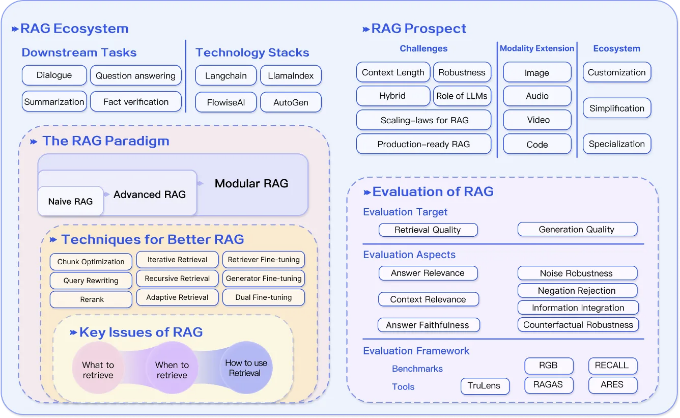 RAG Ecosystem
Downstream Tasks
Dialogue
Question answering
Summarization
Fact verification
Technology Stacks
Langchain
LlamaIndex
FlowiseAI
AutoGen
The RAG Paradigm
Naive RAG
Advanced RAG
Modular RAG
Techniques for Better RAG
Chunk Optimization
Iterative Retrieval
Retriever Fine-tuning
Query Rewriting
Recursive Retrieval
Generator Fine-tuning
Rerank
Adaptive Retrieval
Dual Fine-tuning
Key Issues of RAG
What to
retrieve
When to
retrieve
How to use
Retrieval
RAG Prospect
Challenges
Context Length
Robustness
Hybrid
Role of LLMs
Scaling-laws for RAG
Production-ready RAG
Modality Extension
Image
Audio
Video
Code
Ecosystem
Customization
Simplification
Specialization
Evaluation of RAG
Evaluation Target
Retrieval Quality
Generation Quality
Evaluation Aspects
Answer Relevance
Context Relevance
Answer Faithfulness
Noise Robustness
Negation Rejection
Information Integration
Counterfactual Robustness
Evaluation Framework
Benchmarks
RGB
RECALL
Tools
TruLens
RAGAS
ARES